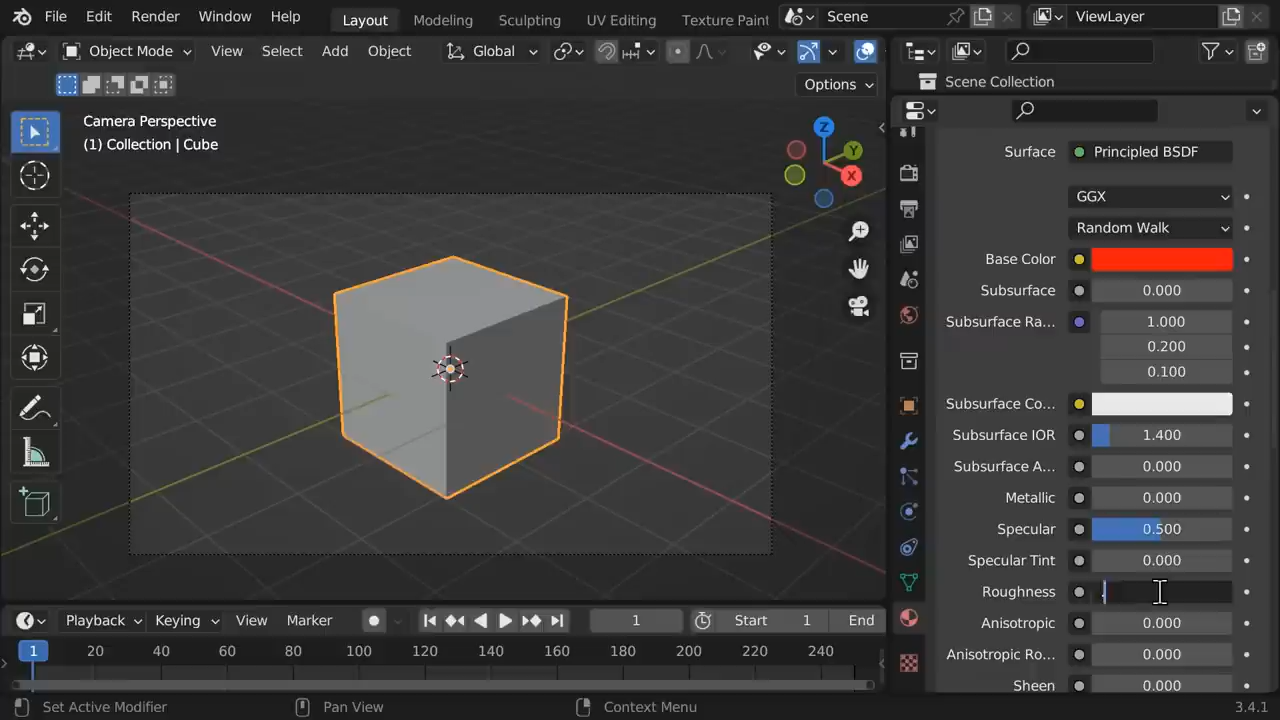 File Edit Render Window Help Layout Modeling Sculpting UV Editing Texture Paint Scene ViewLayer
Object Mode View Select Add Object Global
Scene Collection
Options
Camera Perspective
(1) Collection | Cube
Z
Y
X
Surface Principled BSDF
GGX
Random Walk
Base Color
Subsurface 0.000
Subsurface Ra... 1.000
0.200
0.100
Subsurface Co...
Subsurface IOR 1.400
Subsurface A... 0.000
Metallic 0.000
Specular 0.500
Specular Tint 0.000
Roughness .
Anisotropic 0.000
Anisotropic Ro... 0.000
Sheen 0.000
Playback Keying View Marker 1 Start 1 End
1 20 40 60 80 100 120 140 160 180 200 220 240
Set Active Modifier Pan View Context Menu 3.4.1